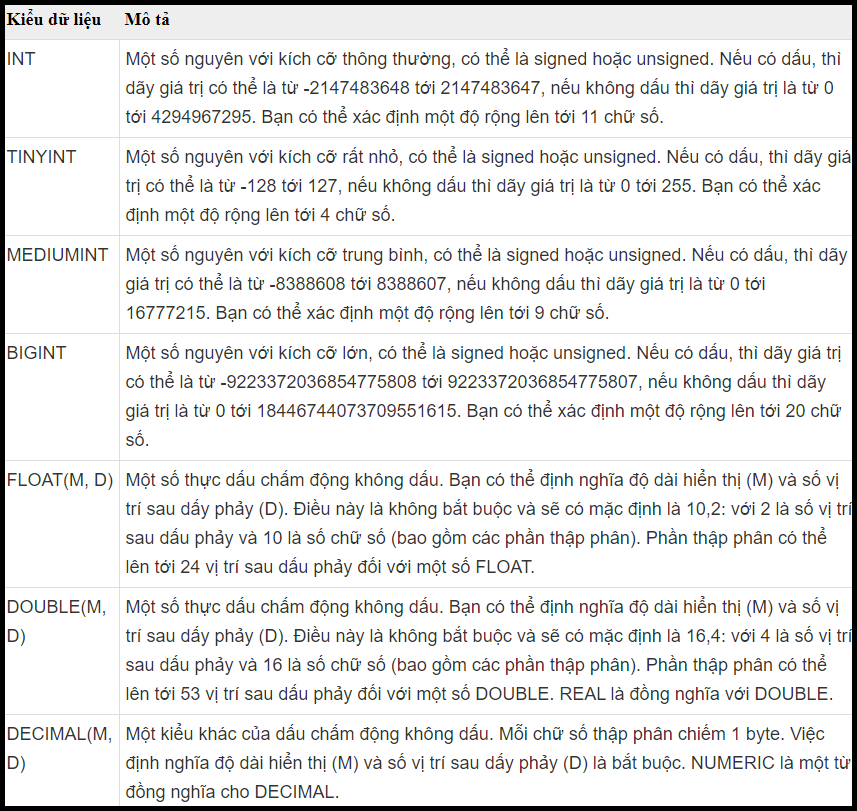 Kiểu dữ liệu Mô tả
INT Một số nguyên với kích cỡ thông thường, có thể là signed hoặc unsigned. Nếu có dấu, thì
dãy giá trị có thể là từ -2147483648 tới 2147483647, nếu không dấu thì dãy giá trị là từ 0
tới 4294967295. Bạn có thể xác định một độ rộng lên tới 11 chữ số.
TINYINT Một số nguyên với kích cỡ rất nhỏ, có thể là signed hoặc unsigned. Nếu có dấu, thì dãy giá
trị có thể là từ -128 tới 127, nếu không dấu thì dãy giá trị là từ 0 tới 255. Bạn có thể xác
định một độ rộng lên tới 4 chữ số.
MEDIUMINT Một số nguyên với kích cỡ trung bình, có thể là signed hoặc unsigned. Nếu có dấu, thì dãy
giá trị có thể là từ -8388608 tới 8388607, nếu không dấu thì dãy giá trị là từ 0 tới
16777215. Bạn có thể xác định một độ rộng lên tới 9 chữ số.
BIGINT Một số nguyên với kích cỡ lớn, có thể là signed hoặc unsigned. Nếu có dấu, thì dãy giá trị
có thể là từ -9223372036854775808 tới 9223372036854775807, nếu không dấu thì dãy
giá trị là từ 0 tới 18446744073709551615. Bạn có thể xác định một độ rộng lên tới 20 chữ
số.
FLOAT(M, D) Một số thực dấu chấm động không dấu. Bạn có thể định nghĩa độ dài hiển thị (M) và số vị
trí sau dấy phảy (D). Điều này là không bắt buộc và sẽ có mặc định là 10,2: với 2 là số vị trí
sau dấu phảy và 10 là số chữ số (bao gồm các phần thập phân). Phần thập phân có thể
lên tới 24 vị trí sau dấu phảy đối với một số FLOAT.
DOUBLE(M, Một số thực dấu chấm động không dấu. Bạn có thể định nghĩa độ dài hiển thị (M) và số vị
D) trí sau dấy phảy (D). Điều này là không bắt buộc và sẽ có mặc định là 16,4: với 4 là số vị trí
sau dấu phảy và 16 là số chữ số (bao gồm các phần thập phân). Phần thập phân có thể
lên tới 53 vị trí sau dấu phảy đối với một số DOUBLE. REAL là đồng nghĩa với DOUBLE.
DECIMAL(M, Một kiểu khác của dấu chấm động không dấu. Mỗi chữ số thập phân chiếm 1 byte. Việc
D) định nghĩa độ dài hiển thị (M) và số vị trí sau dấy phảy (D) là bắt buộc. NUMERIC là một từ
đồng nghĩa cho DECIMAL.